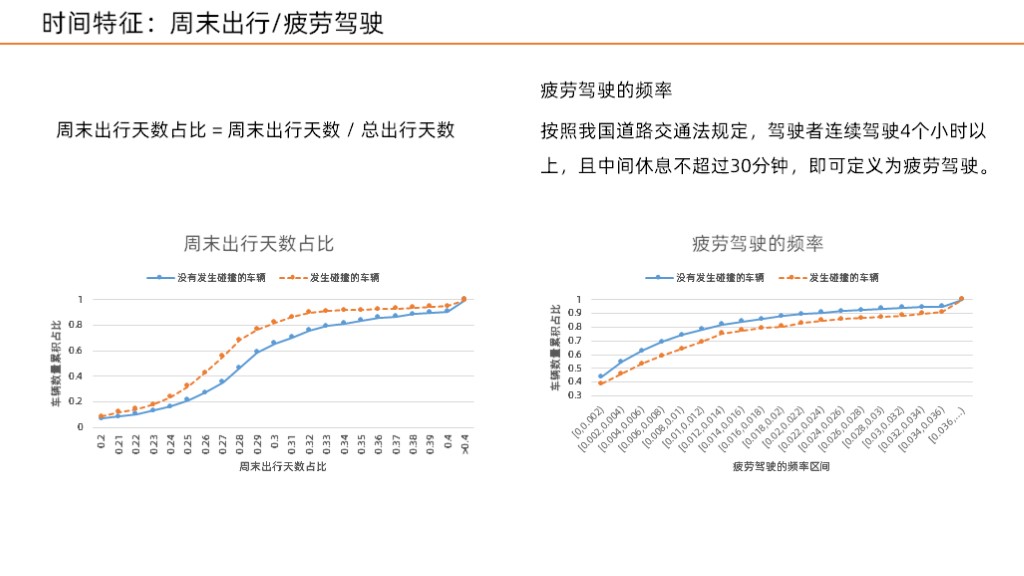 时间特征：周末出行/疲劳驾驶
周末出行天数占比 = 周末出行天数 / 总出行天数
疲劳驾驶的频率
按照我国道路交通法规定，驾驶者连续驾驶4个小时以
上，且中间休息不超过30分钟，即可定义为疲劳驾驶。
周末出行天数占比
没有发生碰撞的车辆 发生碰撞的车辆
车辆数量累积占比
1
0.8
0.6
0.4
0.2
0
0.2 0.21 0.22 0.23 0.24 0.25 0.26 0.27 0.28 0.29 0.3 0.31 0.32 0.33 0.34 0.35 0.36 0.37 0.38 0.39 0.4 >0.4
周末出行天数占比
疲劳驾驶的频率
没有发生碰撞的车辆 发生碰撞的车辆
车辆数量累积占比
1
0.9
0.8
0.7
0.6
0.5
0.4
0.3
[0,0.002) [0.002,0.004) [0.004,0.006) [0.006,0.008) [0.008,0.01) [0.01,0.012) [0.012,0.014) [0.014,0.016) [0.016,0.018) [0.018,0.02) [0.02,0.022) [0.022,0.024) [0.024,0.026) [0.026,0.028) [0.028,0.03) [0.03,0.032) [0.032,0.034) [0.034,0.036) [0.036,...)
疲劳驾驶的频率区间